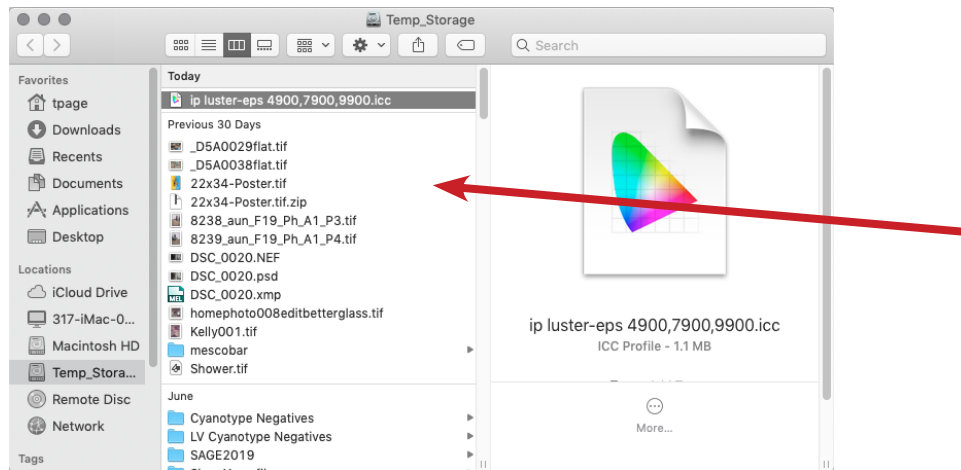 Temp_Storage
Search
Favorites
tpage
Downloads
Recents
Documents
Applications
Desktop
Locations
iCloud Drive
317-iMac-0...
Macintosh HD
Temp_Stora...
Remote Disc
Network
Tags
Today
ip luster-eps 4900,7900,9900.icc
Previous 30 Days
_D5A0029flat.tif
_D5A0038flat.tif
22x34-Poster.tif
22x34-Poster.tif.zip
8238_aun_F19_Ph_A1_P3.tif
8239_aun_F19_Ph_A1_P4.tif
DSC_0020.NEF
DSC_0020.psd
MEL
DSC_0020.xmp
homephoto008editbetterglass.tif
Kelly001.tif
mescobar
Shower.tif
June
Cyanotype Negatives
LV Cyanotype Negatives
SAGE2019
ip luster-eps 4900,7900,9900.icc
ICC Profile - 1.1 MB
More...